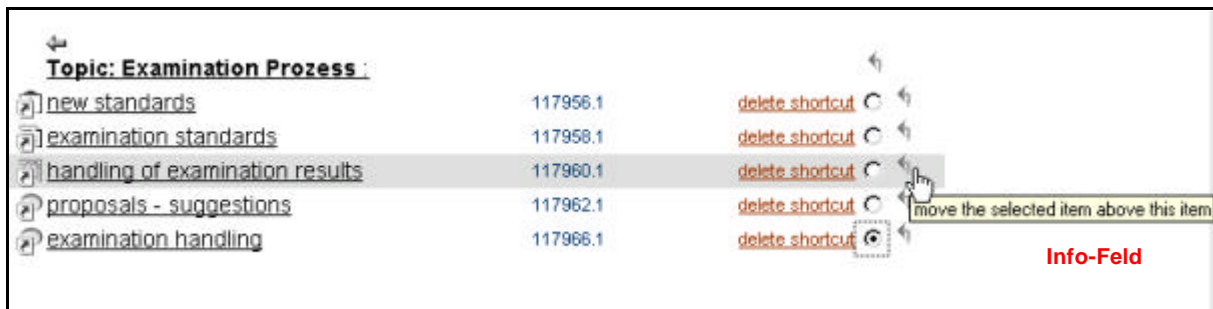 Topic: Examination Prozess :
new standards 117956.1 delete shortcut
examination standards 117958.1 delete shortcut
handling of examination results 117960.1 delete shortcut
proposals - suggestions 117962.1 delete shortcut
move the selected item above this item
examination handling 117966.1 delete shortcut
Info-Feld